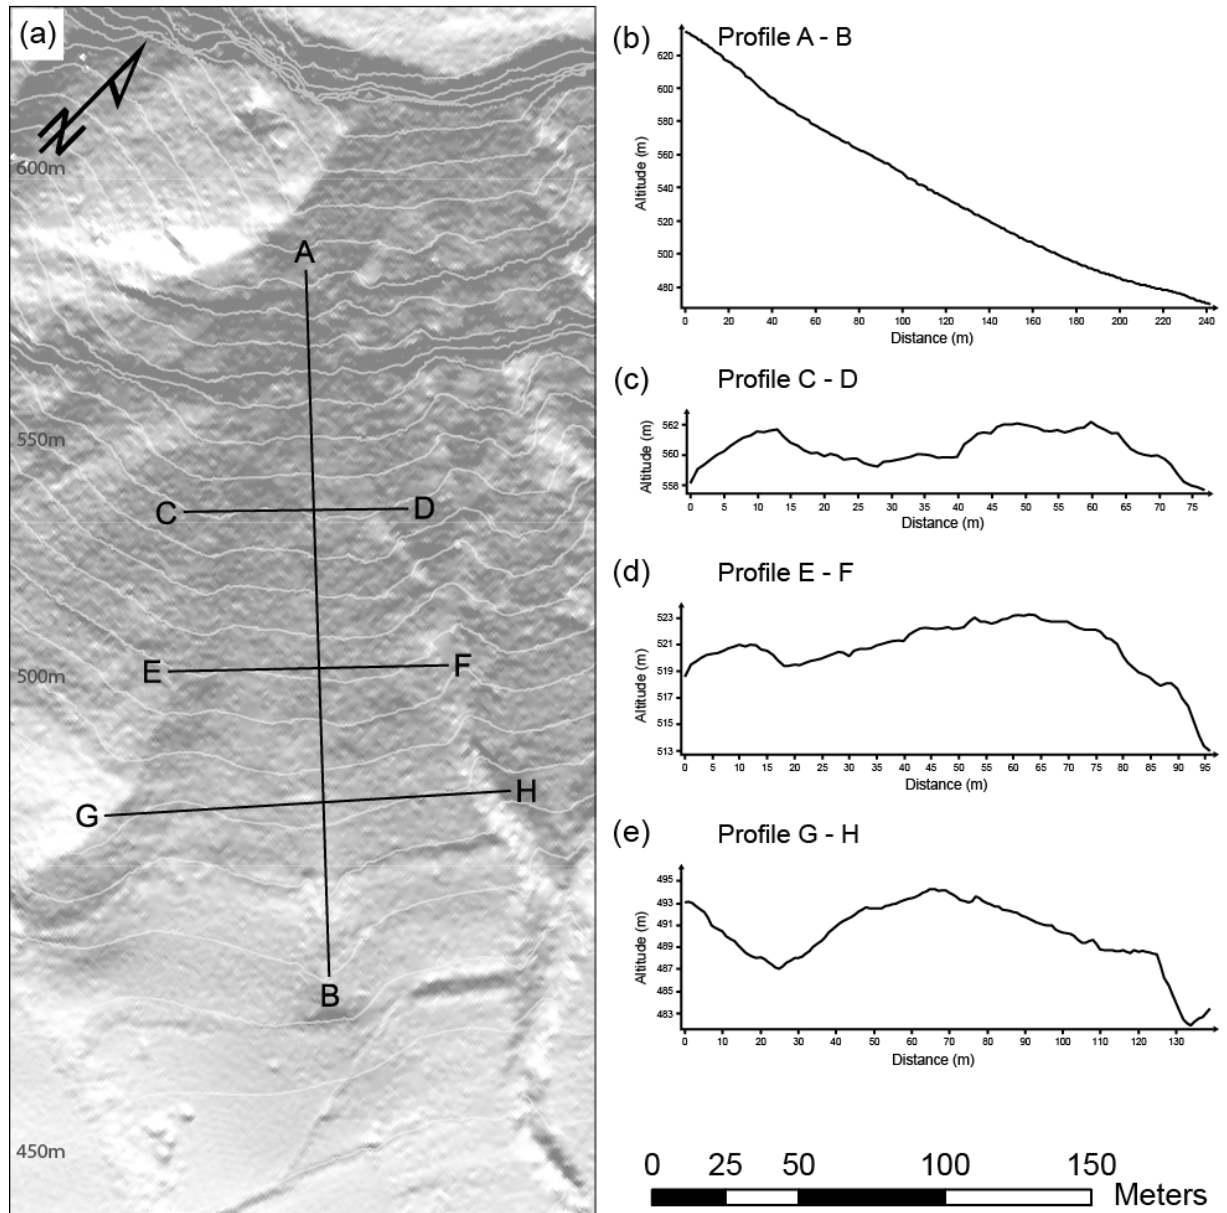 (a)
N
600m
550m
500m
450m
A
B
C
D
E
F
G
H
(b) Profile A - B
Altitude (m)
620
600
580
560
540
520
500
480
0 20 40 60 80 100 120 140 160 180 200 220 240
Distance (m)
(c) Profile C - D
Altitude (m)
562
560
558
0 5 10 15 20 25 30 35 40 45 50 55 60 65 70 75
Distance (m)
(d) Profile E - F
Altitude (m)
523
521
519
517
515
513
0 5 10 15 20 25 30 35 40 45 50 55 60 65 70 75 80 85 90 95
Distance (m)
(e) Profile G - H
Altitude (m)
495
493
491
489
487
485
483
0 10 20 30 40 50 60 70 80 90 100 110 120 130
Distance (m)
0 25 50 100 150
Meters